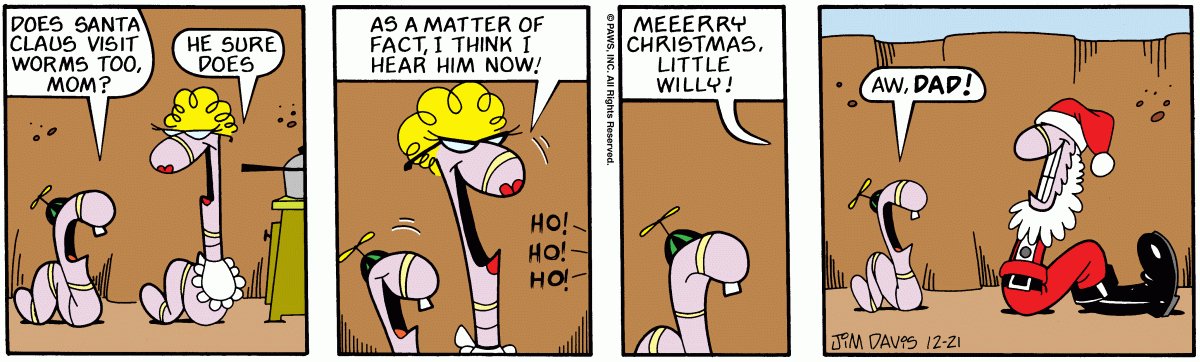 DOES SANTA
CLAUS VISIT
WORMS TOO,
MOM?
HE SURE
DOES
AS A MATTER OF
FACT, I THINK I
HEAR HIM NOW!
HO!
HO!
HO!
© PAWS, INC. All Rights Reserved.
MEEERRY
CHRISTMAS,
LITTLE
WILLY!
AW, DAD!
JIM DAVIS 12-21